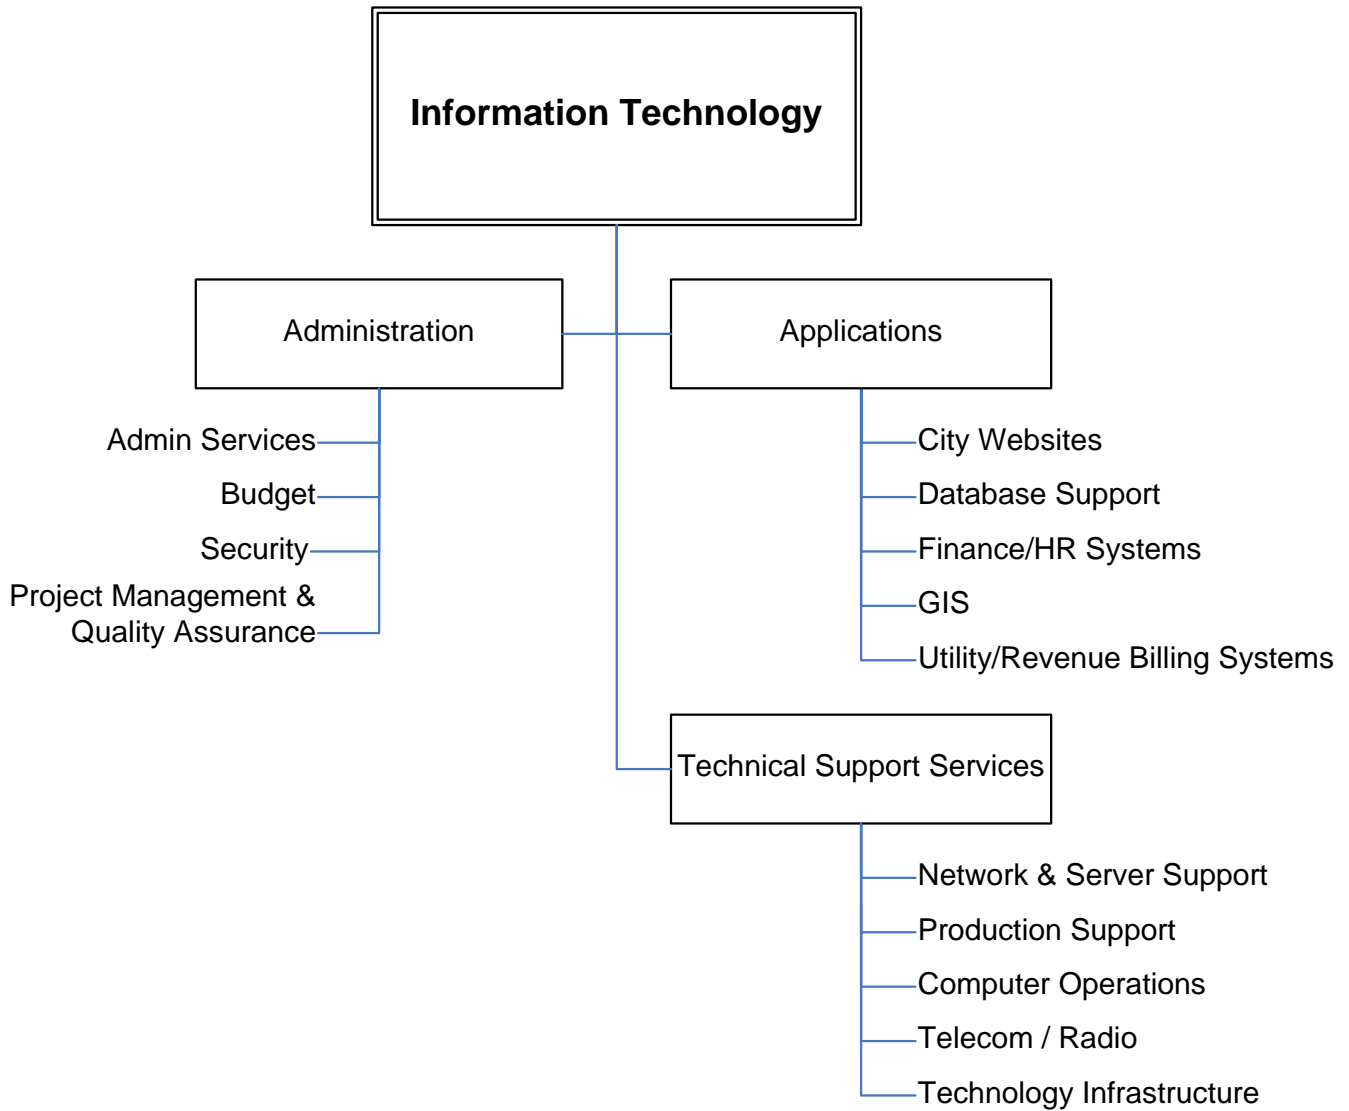 Information Technology
Administration
Admin Services
Budget
Security
Project Management &
Quality Assurance
Applications
City Websites
Database Support
Finance/HR Systems
GIS
Utility/Revenue Billing Systems
Technical Support Services
Network & Server Support
Production Support
Computer Operations
Telecom / Radio
Technology Infrastructure